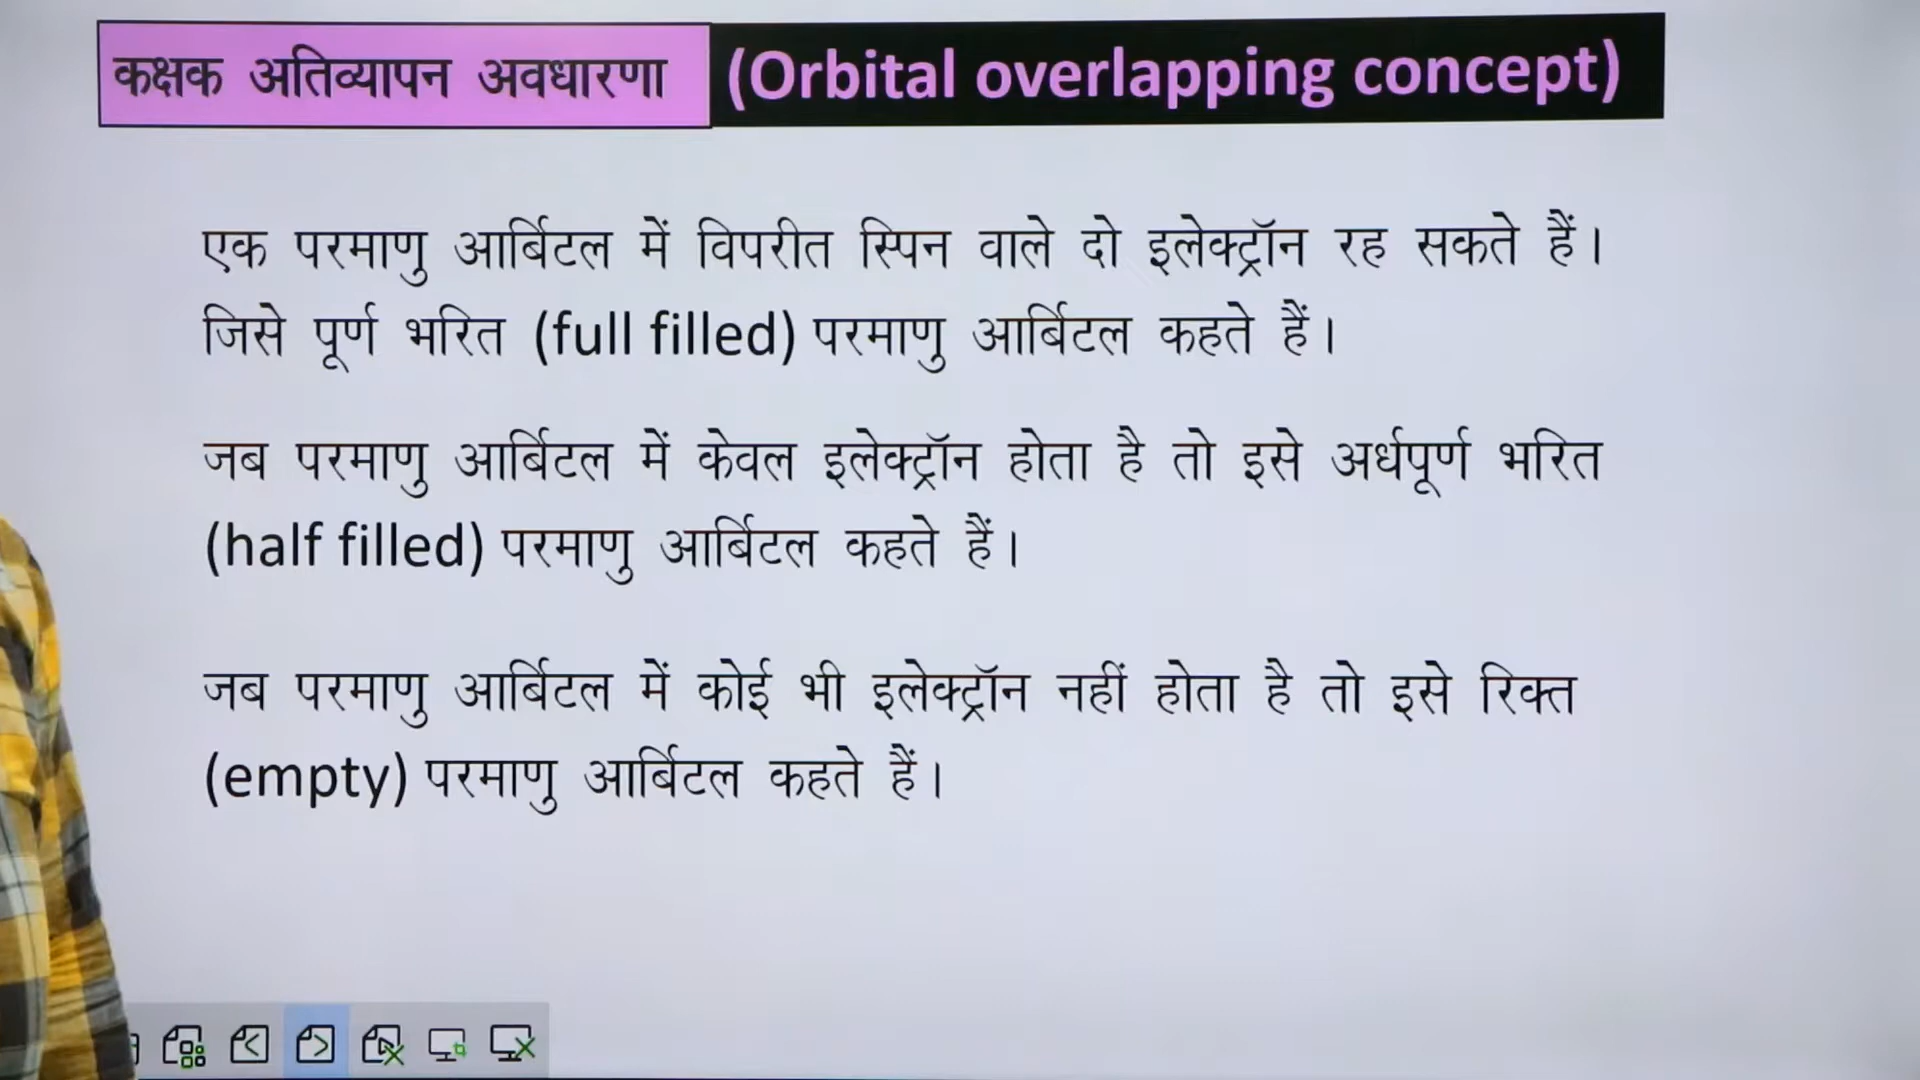 कक्षक अतिव्यापन अवधारणा (Orbital overlapping concept)
एक परमाणु आर्बिटल में विपरीत स्पिन वाले दो इलेक्ट्रॉन रह सकते हैं।
जिसे पूर्ण भरित (full filled) परमाणु आर्बिटल कहते हैं।
जब परमाणु आर्बिटल में केवल इलेक्ट्रॉन होता है तो इसे अर्धपूर्ण भरित
(half filled) परमाणु आर्बिटल कहते हैं।
जब परमाणु आर्बिटल में कोई भी इलेक्ट्रॉन नहीं होता है तो इसे रिक्त
(empty) परमाणु आर्बिटल कहते हैं।